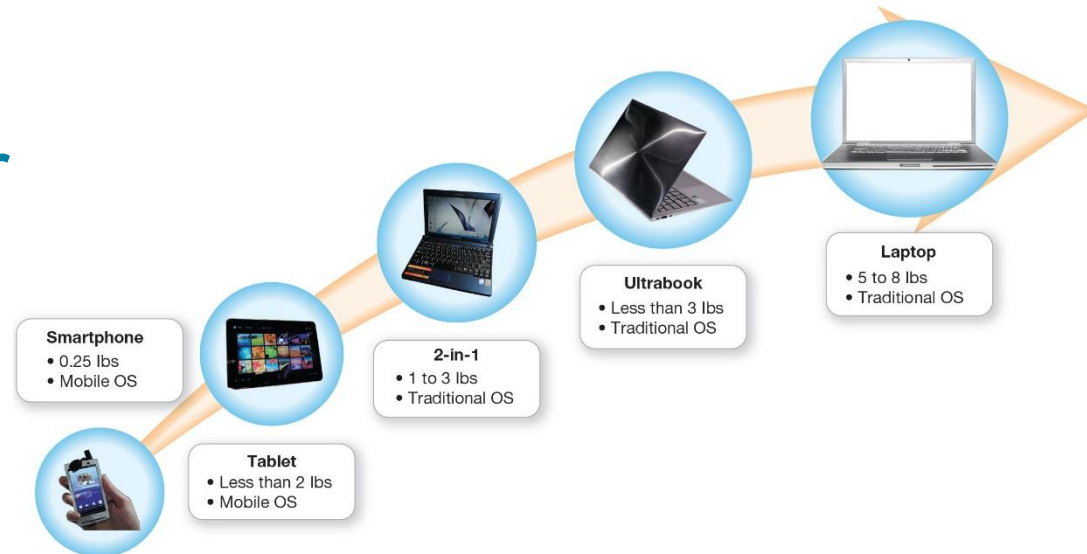 Smartphone
• 0.25 lbs
• Mobile OS
Tablet
• Less than 2 lbs
• Mobile OS
2-in-1
• 1 to 3 lbs
• Traditional OS
Ultrabook
• Less than 3 lbs
• Traditional OS
Laptop
• 5 to 8 lbs
• Traditional OS